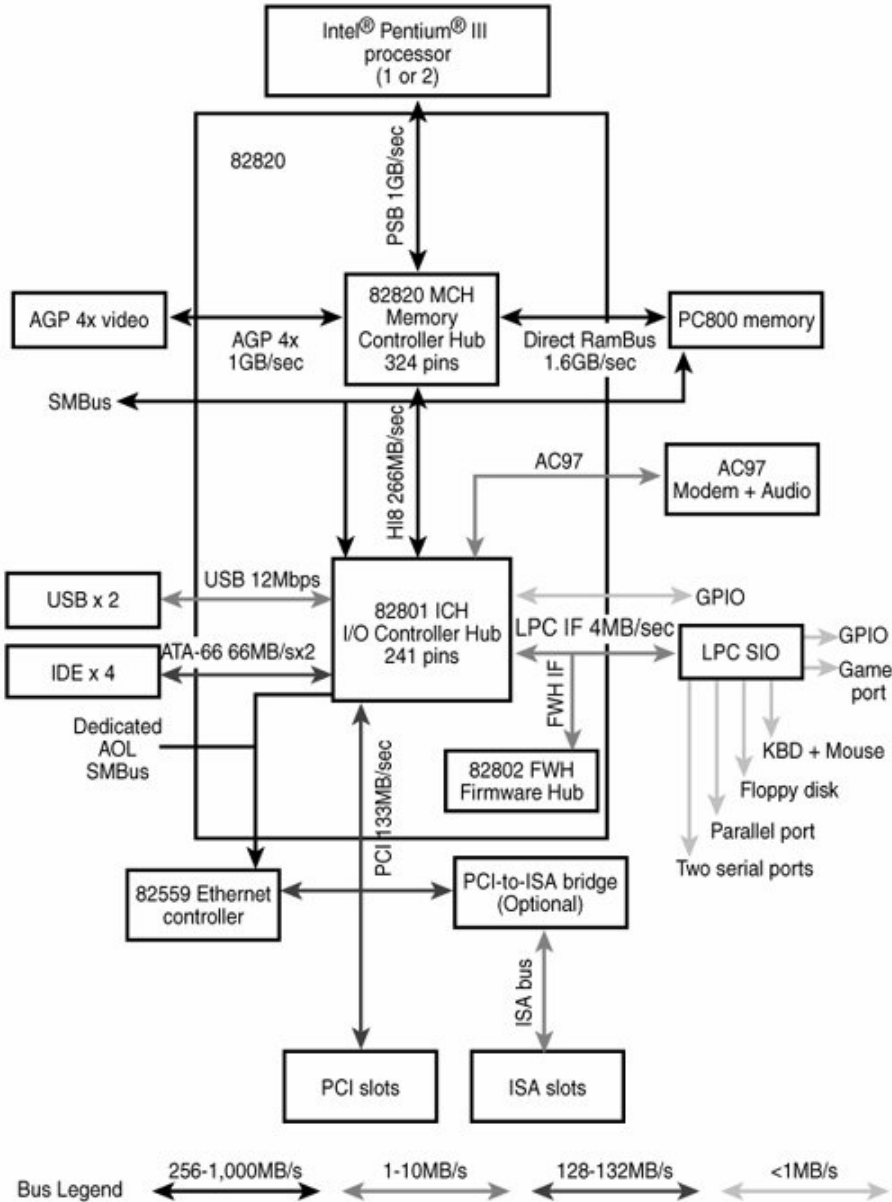 Intel® Pentium® III
processor
(1 or 2)
82820
PSB 1GB/sec
AGP 4x video
AGP 4x
1GB/sec
82820 MCH
Memory
Controller Hub
324 pins
Direct RamBus
1.6GB/sec
PC800 memory
SMBus
HI8 266MB/sec
AC97
AC97
Modem + Audio
USB x 2
USB 12Mbps
82801 ICH
I/O Controller Hub
241 pins
GPIO
LPC IF 4MB/sec
LPC SIO
GPIO
Game
port
IDE x 4
ATA-66 66MB/sx2
FWH IF
Dedicated
AOL
SMBus
82802 FWH
Firmware Hub
KBD + Mouse
Floppy disk
Parallel port
Two serial ports
PCI 133MB/sec
82559 Ethernet
controller
PCI-to-ISA bridge
(Optional)
ISA bus
PCI slots
ISA slots
Bus Legend
256-1,000MB/s
1-10MB/s
128-132MB/s
<1MB/s